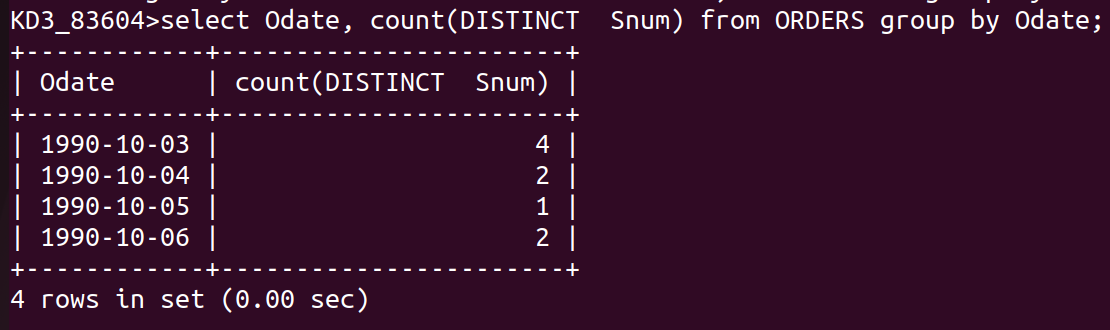 KD3_83604>select Odate, count(DISTINCT  Snum) from ORDERS group by Odate;
+------------+-----------------------+
| Odate      | count(DISTINCT  Snum) |
+------------+-----------------------+
| 1990-10-03 |                     4 |
| 1990-10-04 |                     2 |
| 1990-10-05 |                     1 |
| 1990-10-06 |                     2 |
+------------+-----------------------+
4 rows in set (0.00 sec)